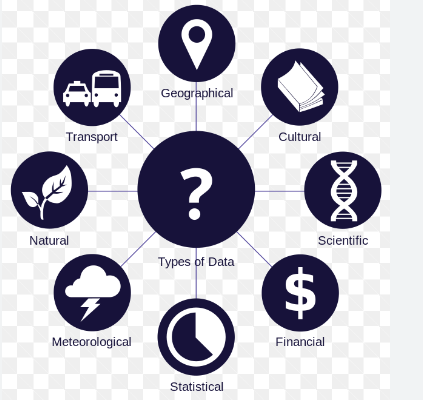 Geographical
Transport
Cultural
?
Natural
Scientific
Types of Data
$
Meteorological
Financial
Statistical